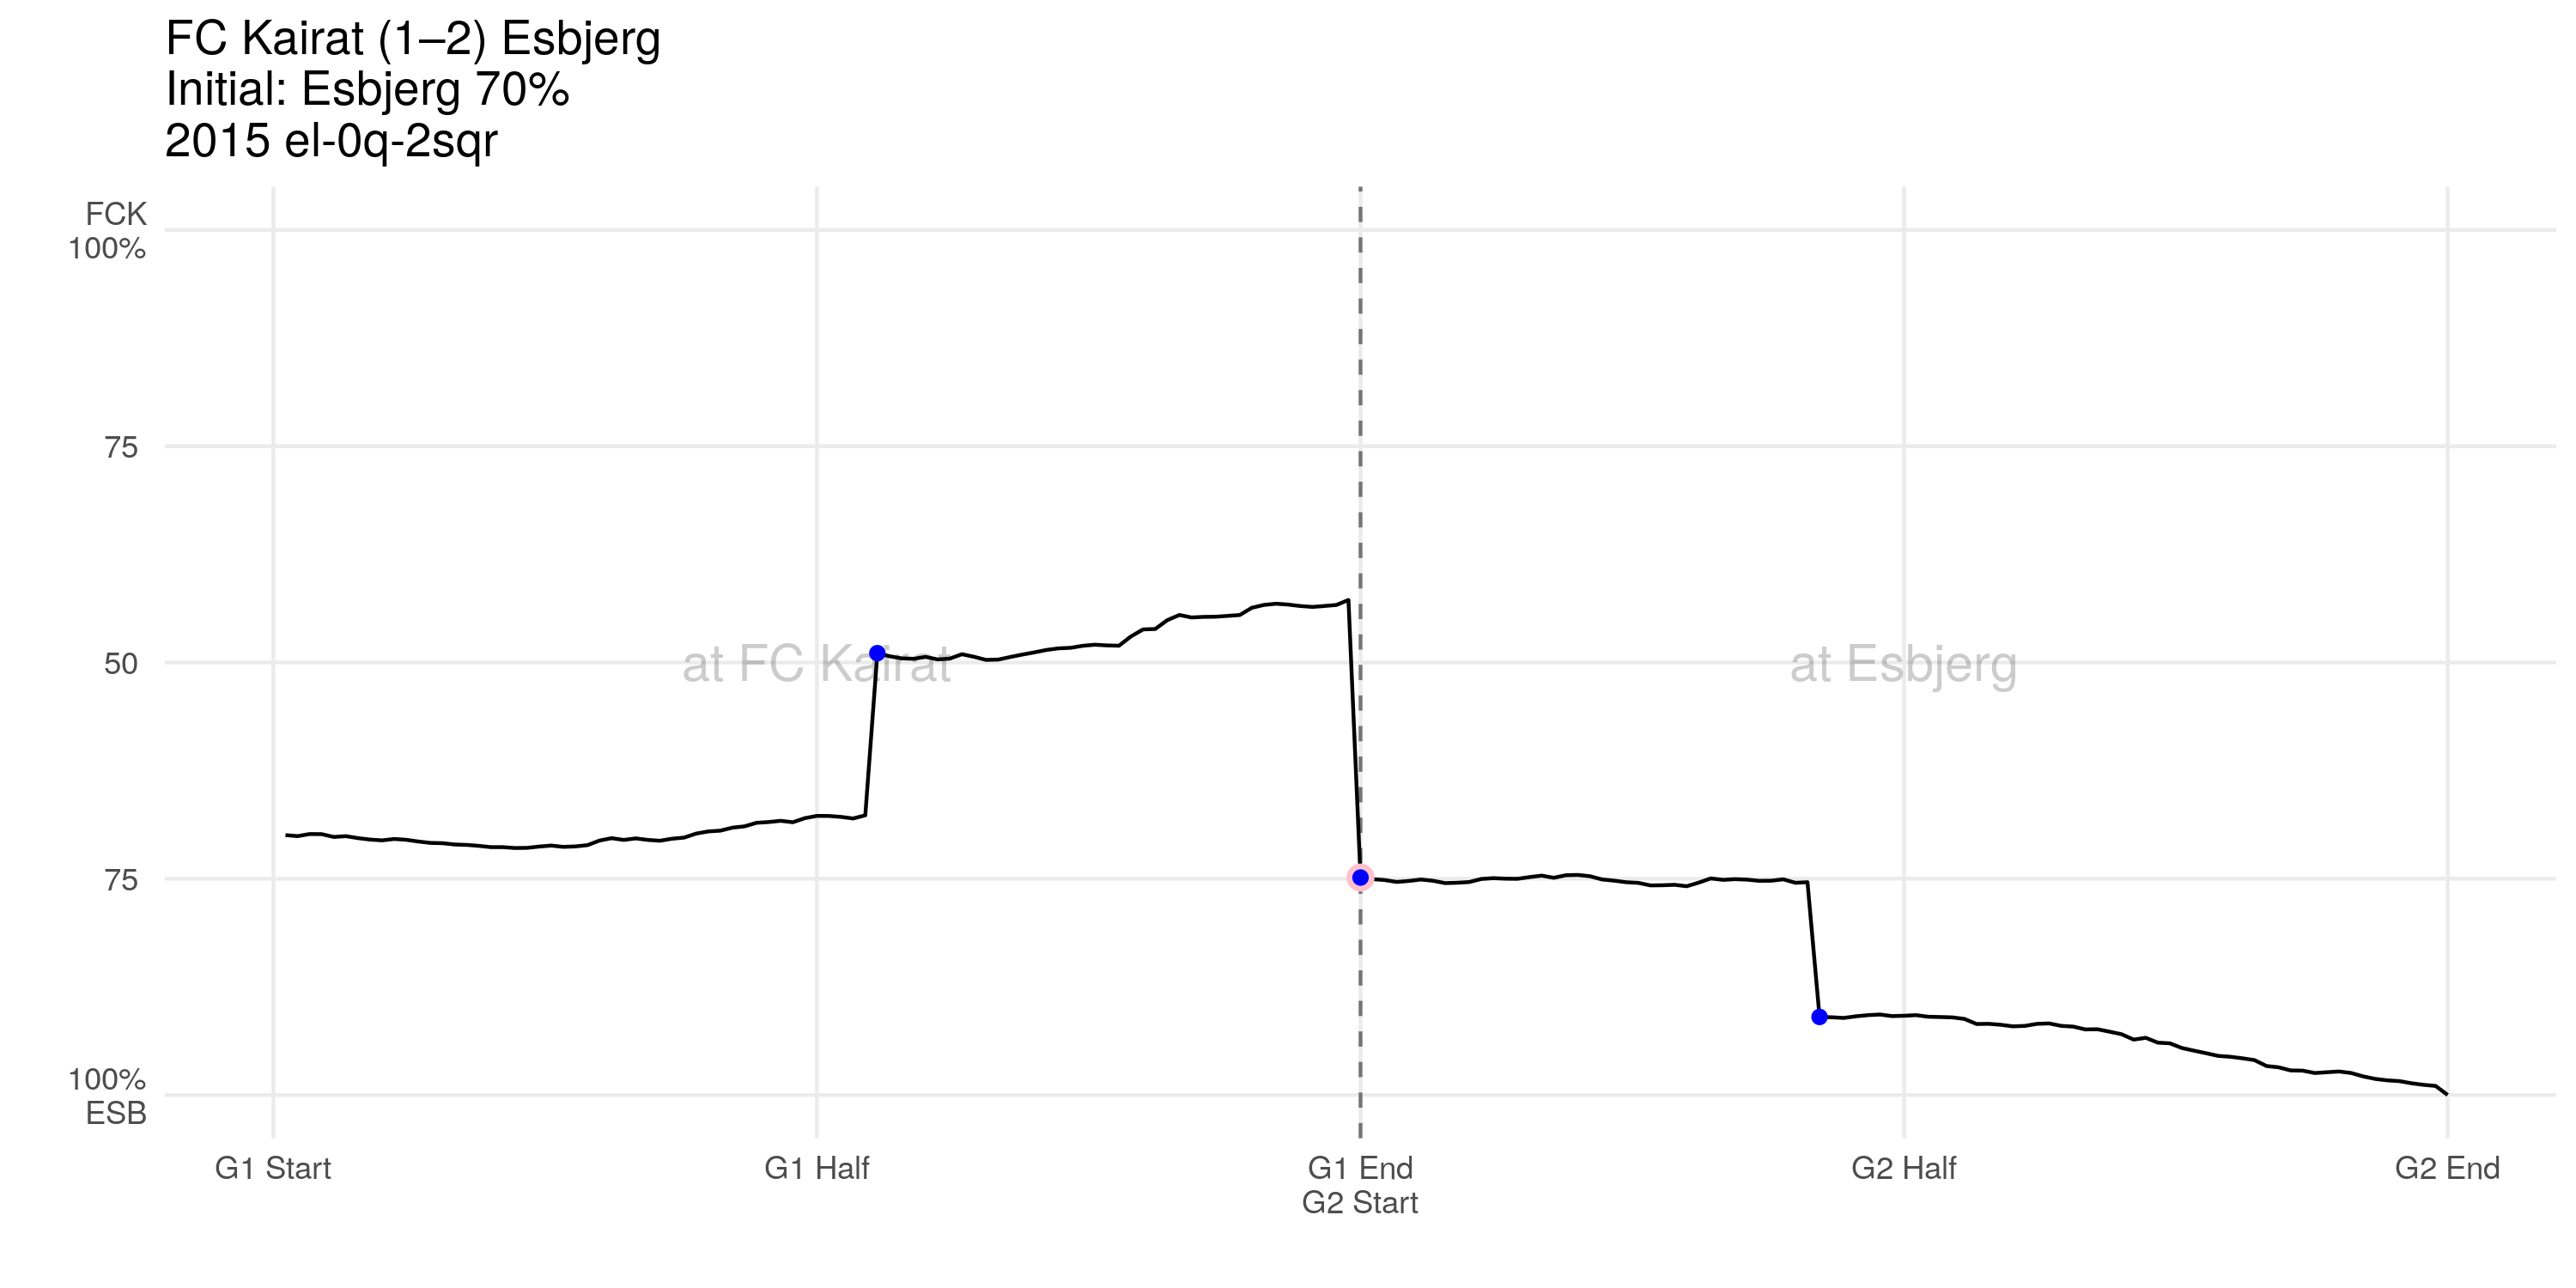 FC Kairat (1–2) Esbjerg
Initial: Esbjerg 70%
2015 el-0q-2sqr
FCK
100%
75
50
75
100%
ESB
at FC Kairat
at Esbjerg
G1 Start
G1 Half
G1 End
G2 Start
G2 Half
G2 End